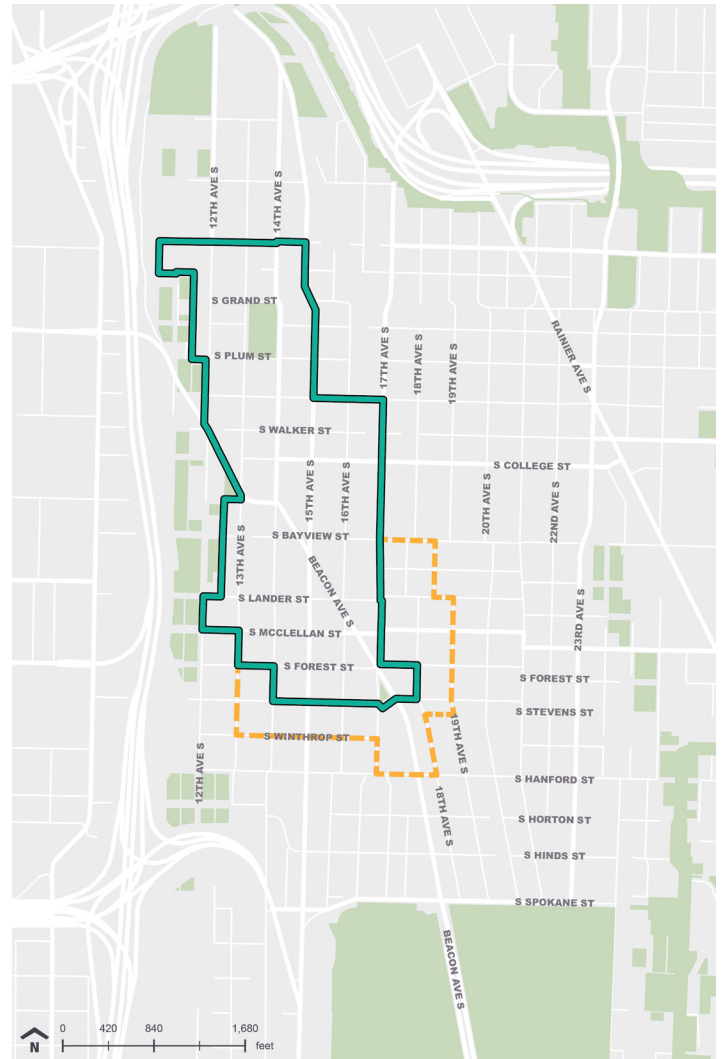 12TH AVE S
14TH AVE S
S GRAND ST
RAINIER AVE S
S PLUM ST
17TH AVE S
18TH AVE S
19TH AVE S
S WALKER ST
S COLLEGE ST
15TH AVE S
16TH AVE S
20TH AVE S
22ND AVE S
S BAYVIEW ST
13TH AVE S
BEACON AVE S
S LANDER ST
23RD AVE S
S MCCLELLAN ST
S FOREST ST
S FOREST ST
S STEVENS ST
S WINTHROP ST
19TH AVE S
12TH AVE S
S HANFORD ST
18TH AVE S
S HORTON ST
S HINDS ST
S SPOKANE ST
BEACON AVE S
N
0 420 840 1,680
feet